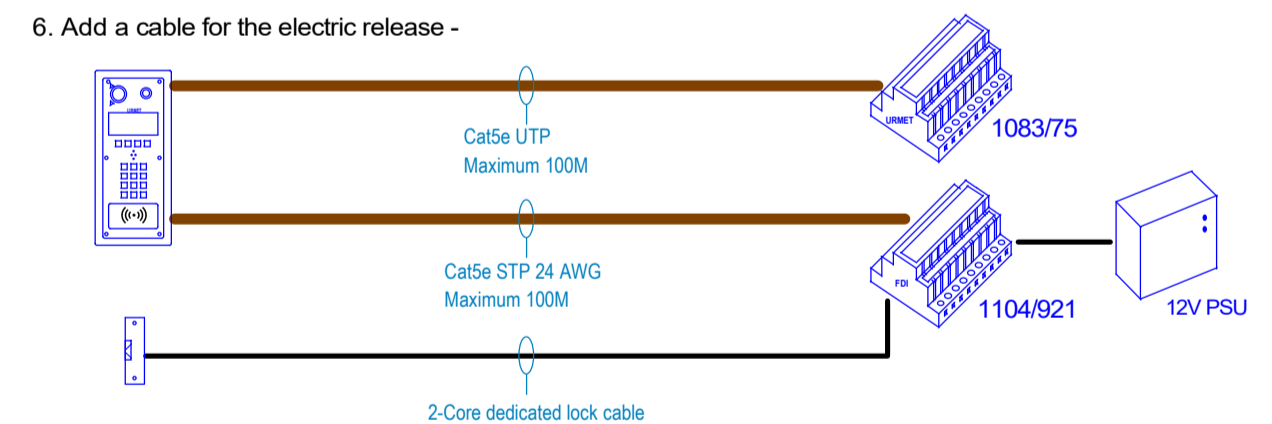 6. Add a cable for the electric release -
URMET
Cat5e UTP
Maximum 100M
URMET
1083/75
Cat5e STP 24 AWG
Maximum 100M
FDI
1104/921
12V PSU
2-Core dedicated lock cable